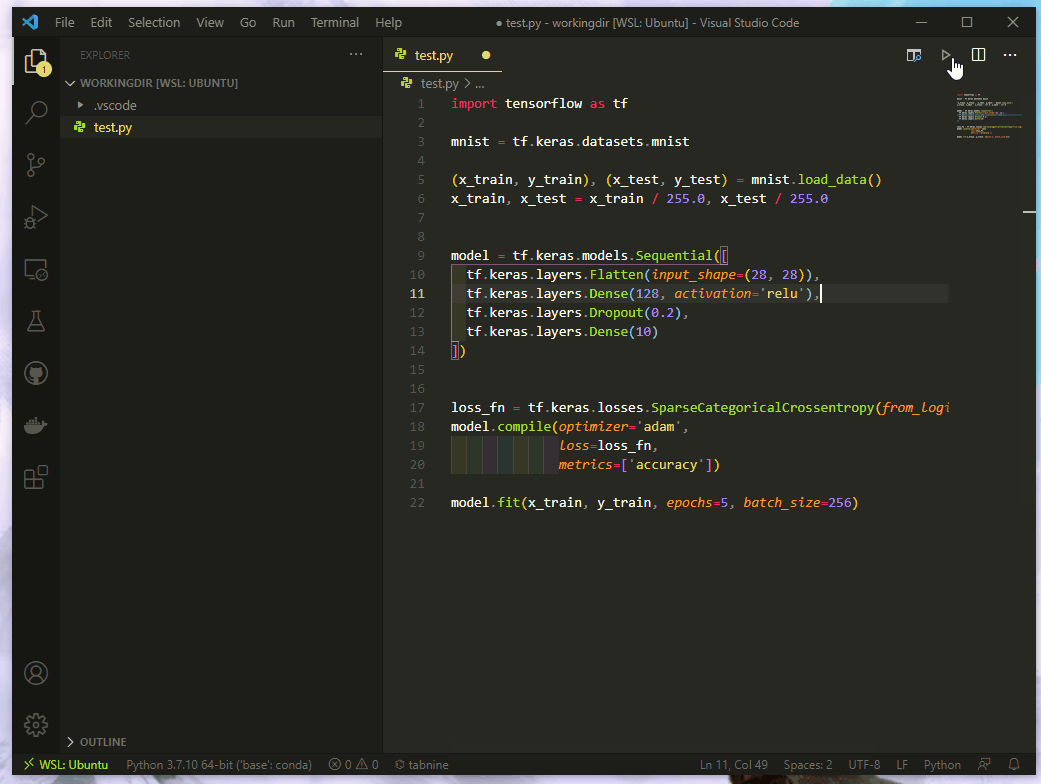 File Edit Selection View Go Run Terminal Help ● test.py - workingdir [WSL: Ubuntu] - Visual Studio Code
EXPLORER ...
1
WORKINGDIR [WSL: UBUNTU]
.vscode
test.py
test.py
test.py > ...
1 import tensorflow as tf
2
3 mnist = tf.keras.datasets.mnist
4
5 (x_train, y_train), (x_test, y_test) = mnist.load_data()
6 x_train, x_test = x_train / 255.0, x_test / 255.0
7
8
9 model = tf.keras.models.Sequential([
10 tf.keras.layers.Flatten(input_shape=(28, 28)),
11 tf.keras.layers.Dense(128, activation='relu'),
12 tf.keras.layers.Dropout(0.2),
13 tf.keras.layers.Dense(10)
14 ])
15
16
17 loss_fn = tf.keras.losses.SparseCategoricalCrossentropy(from_logi
18 model.compile(optimizer='adam',
19 loss=loss_fn,
20 metrics=['accuracy'])
21
22 model.fit(x_train, y_train, epochs=5, batch_size=256)
OUTLINE
WSL: Ubuntu Python 3.7.10 64-bit ('base': conda) 0 0 tabnine Ln 11, Col 49 Spaces: 2 UTF-8 LF Python